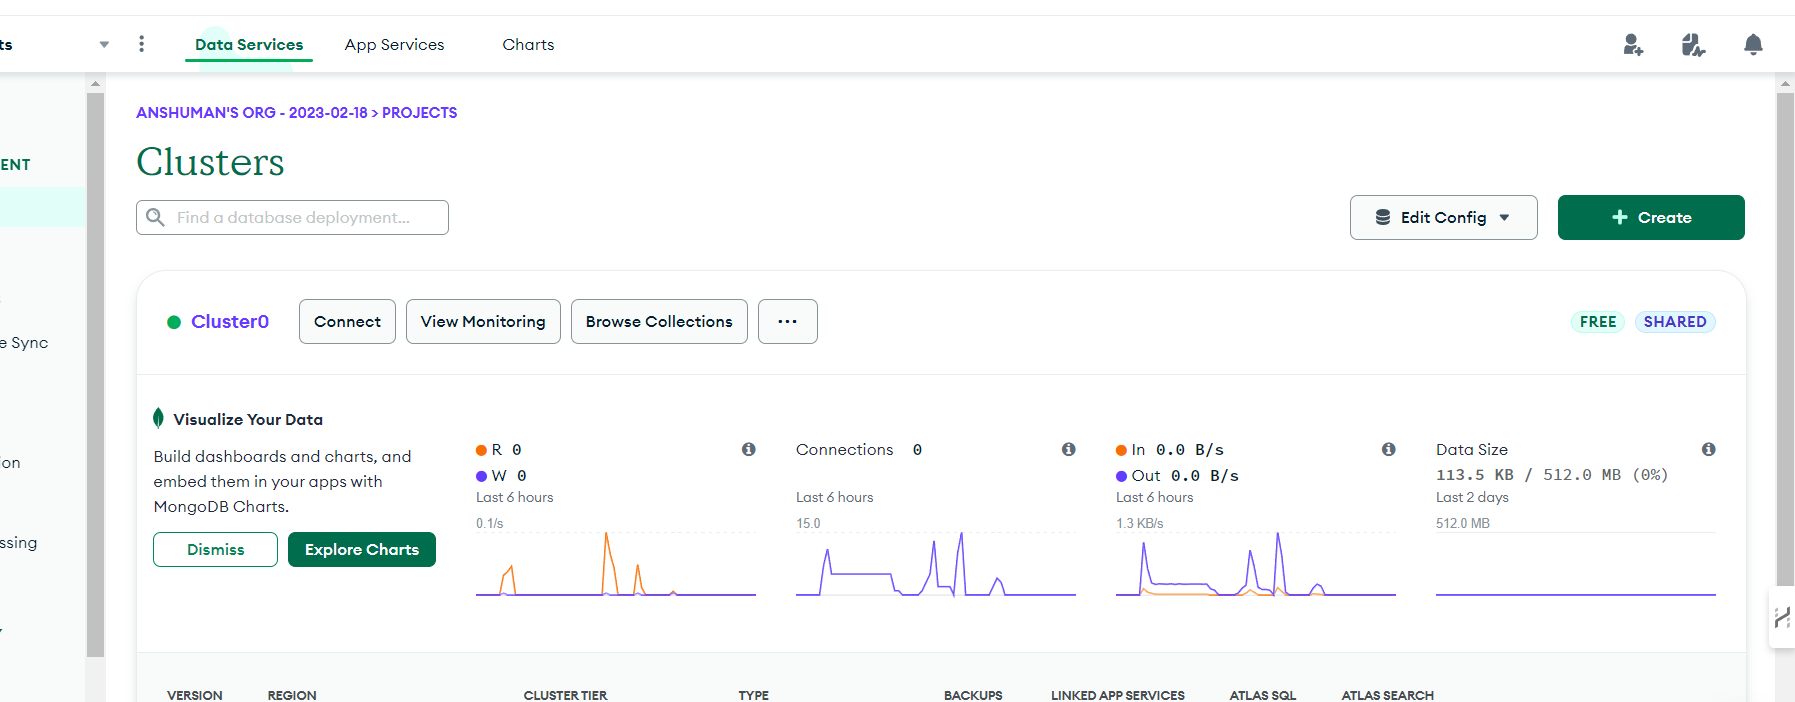 ts
Data Services
App Services
Charts
ANSHUMAN'S ORG - 2023-02-18 > PROJECTS
ENT
Clusters
Find a database deployment...
Edit Config
+ Create
Cluster0
Connect
View Monitoring
Browse Collections
...
FREE
SHARED
e Sync
Visualize Your Data
Build dashboards and charts, and
embed them in your apps with
MongoDB Charts.
Dismiss
Explore Charts
R 0
W 0
Last 6 hours
0.1/s
Connections 0
Last 6 hours
15.0
In 0.0 B/s
Out 0.0 B/s
Last 6 hours
1.3 KB/s
Data Size
113.5 KB / 512.0 MB (0%)
Last 2 days
512.0 MB
ion
ssing
VERSION
REGION
CLUSTER TIER
TYPE
BACKUPS
LINKED APP SERVICES
ATLAS SQL
ATLAS SEARCH